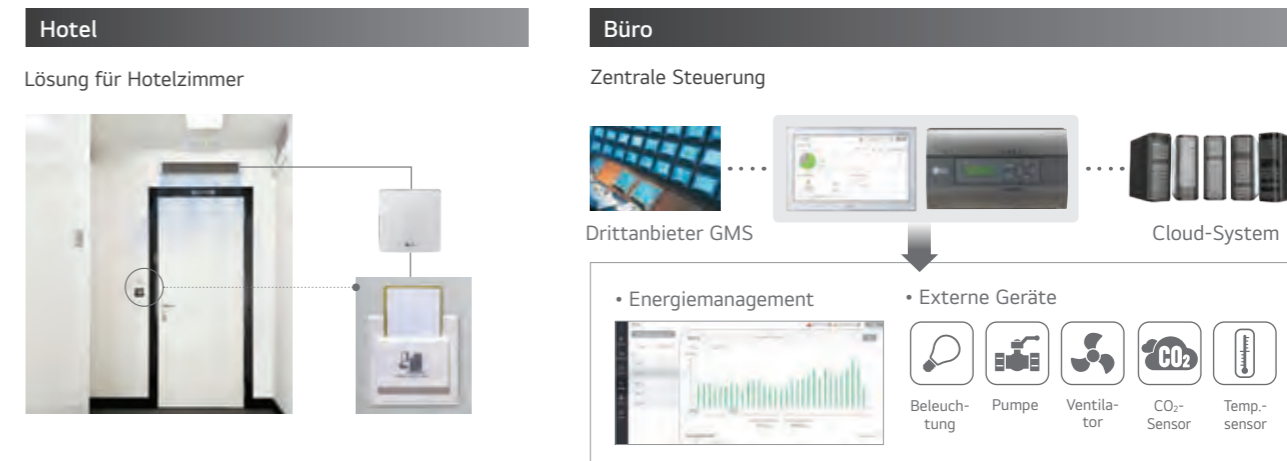 Hotel
Lösung für Hotelzimmer
Büro
Zentrale Steuerung
Drittanbieter GMS
Cloud-System
• Energiemanagement
• Externe Geräte
CO₂
Beleuch-
tung
Pumpe
Ventila-
tor
CO₂-
Sensor
Temp.-
sensor